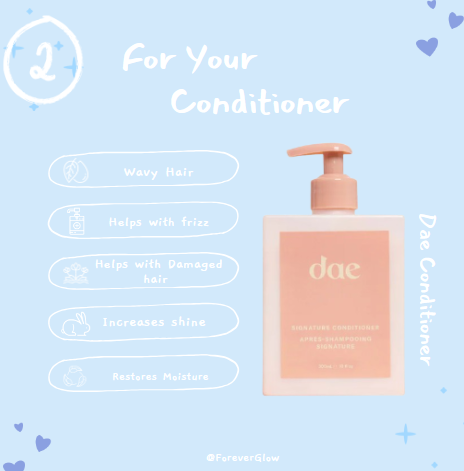 2
For Your
Conditioner
Wavy Hair
Helps with frizz
Helps with Damaged
hair
Increases shine
Restores Moisture
dae
SIGNATURE CONDITIONER
APRÈS-SHAMPOOING
SIGNATURE
Dae Conditioner
@ForeverGlow